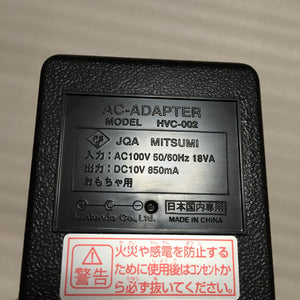 AC-ADAPTER
MODEL HVC-002
JQA MITSUMI
入力：AC100V 50/60Hz 18VA
出力：DC10V 850mA
おもちゃ用
日本国内専用
Nintendo Co., Ltd. MADE IN CHINA
火災や感電を防止する
警告 ために使用後はコンセントか
ら必ず抜いてください。